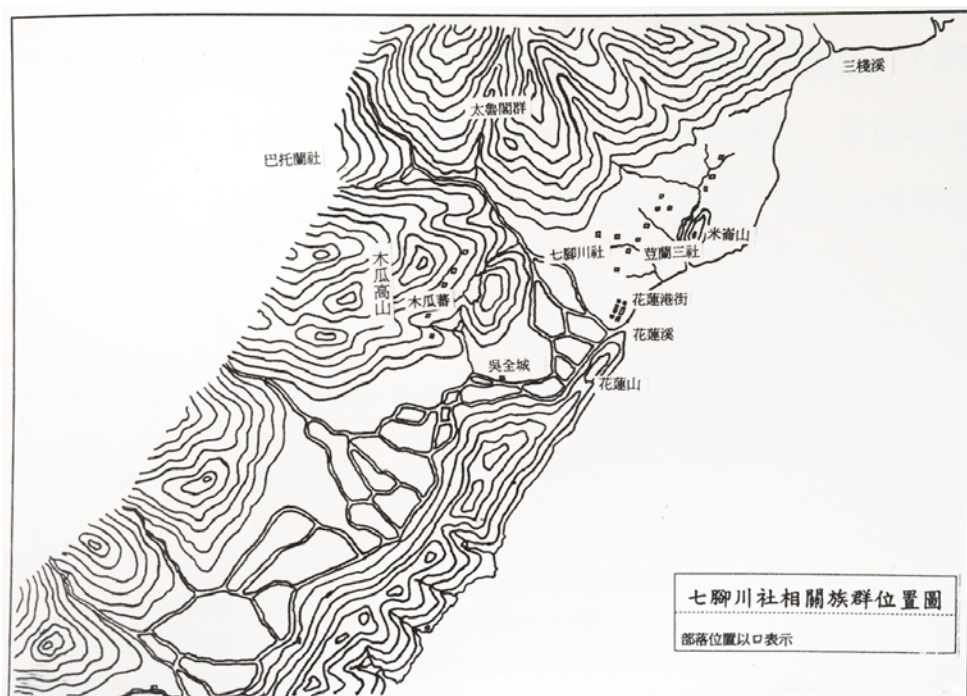 三棧溪
太魯閣群
巴托蘭社
米崙山
七腳川社
荳蘭三社
木瓜高山
木瓜蕃
花蓮港街
花蓮溪
吳全城
花蓮山
七腳川社相關族群位置圖
部落位置以口表示